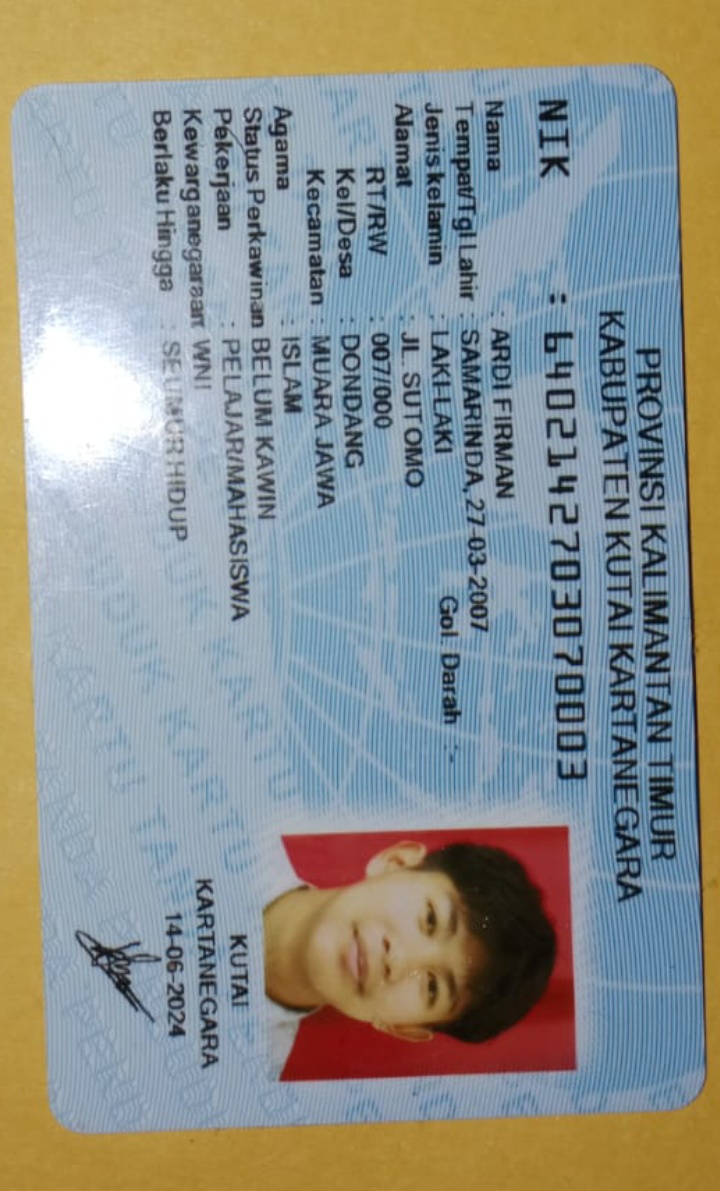 PROVINSI KALIMANTAN TIMUR
KABUPATEN KUTAI KARTANEGARA
NIK : 6402142703070003
Nama : ARDI FIRMAN
Tempat/Tgl Lahir : SAMARINDA, 27-03-2007
Jenis kelamin : LAKI-LAKI Gol. Darah : -
Alamat : JL. SUTOMO
RT/RW : 007/000
Kel/Desa : DONDANG
Kecamatan : MUARA JAWA
Agama : ISLAM
Status Perkawinan BELUM KAWIN
Pekerjaan : PELAJAR/MAHASISWA
Kewarganegaraan WNI
Berlaku Hingga : SEUMUR HIDUP
KUTAI
KARTANEGARA
14-06-2024